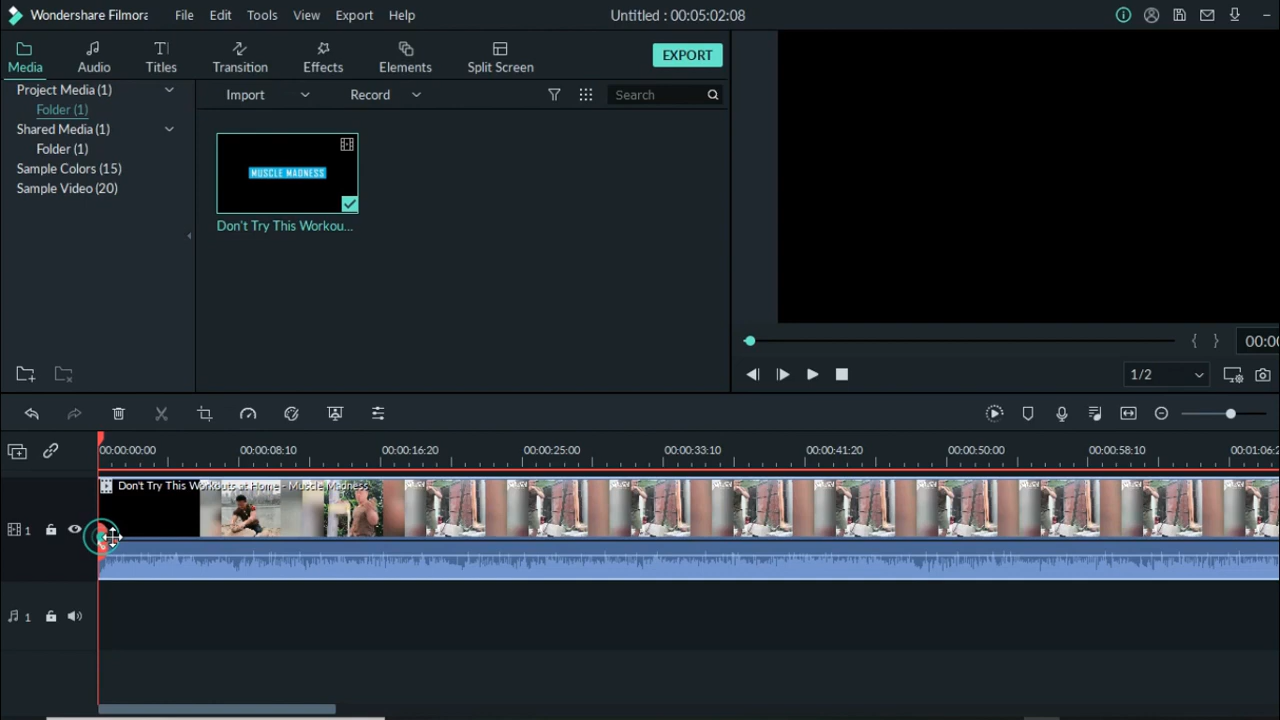 Wondershare Filmora
File
Edit
Tools
View
Export
Help
Untitled : 00:05:02:08
Media
Audio
Titles
Transition
Effects
Elements
Split Screen
EXPORT
Project Media (1)
Folder (1)
Shared Media (1)
Folder (1)
Sample Colors (15)
Sample Video (20)
Import
Record
Search
MUSCLE MADNESS
Don't Try This Workou...
00:00
1/2
00:00:00:00
00:00:08:10
00:00:16:20
00:00:25:00
00:00:33:10
00:00:41:20
00:00:50:00
00:00:58:10
00:01:06:2
Don't Try This Workouts at Home - Muscle Madness
1
1